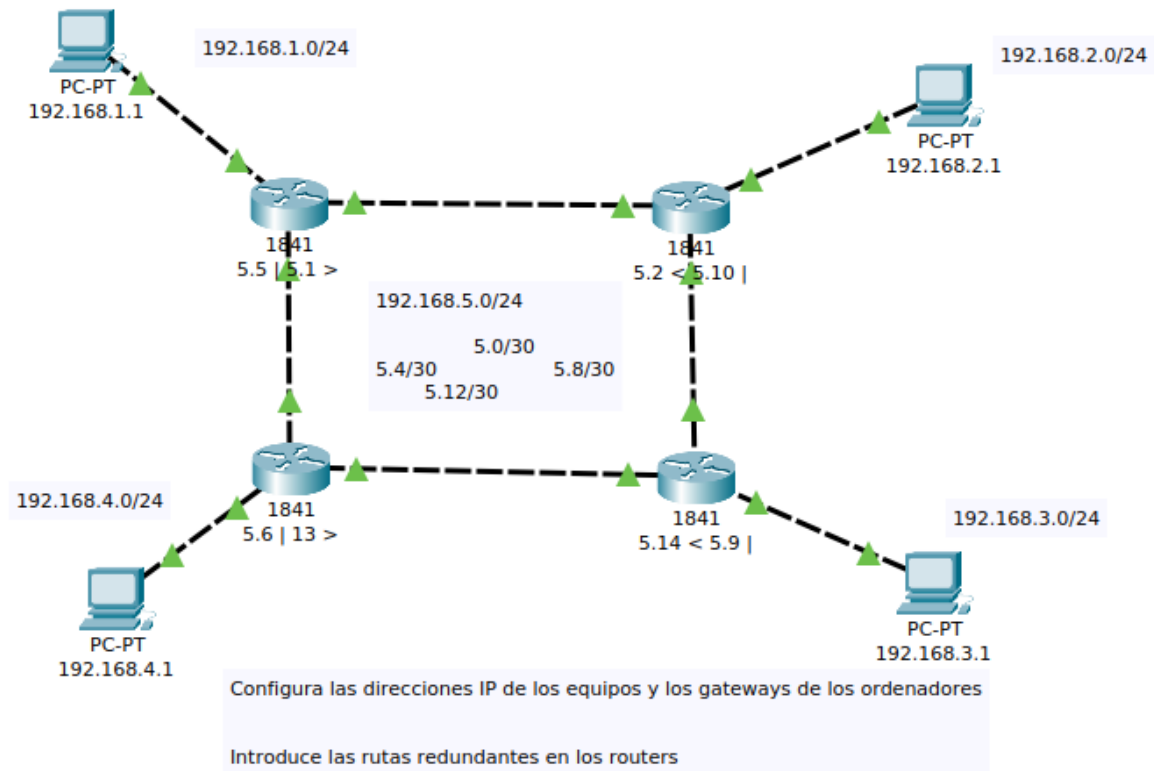 192.168.1.0/24
192.168.2.0/24
PC-PT
192.168.1.1
PC-PT
192.168.2.1
1841
5.5 | 5.1 >
1841
5.2 < 5.10 |
192.168.5.0/24
5.0/30
5.4/30 5.8/30
5.12/30
192.168.4.0/24
1841
5.6 | 13 >
1841
5.14 < 5.9 |
192.168.3.0/24
PC-PT
192.168.4.1
PC-PT
192.168.3.1
Configura las direcciones IP de los equipos y los gateways de los ordenadores
Introduce las rutas redundantes en los routers